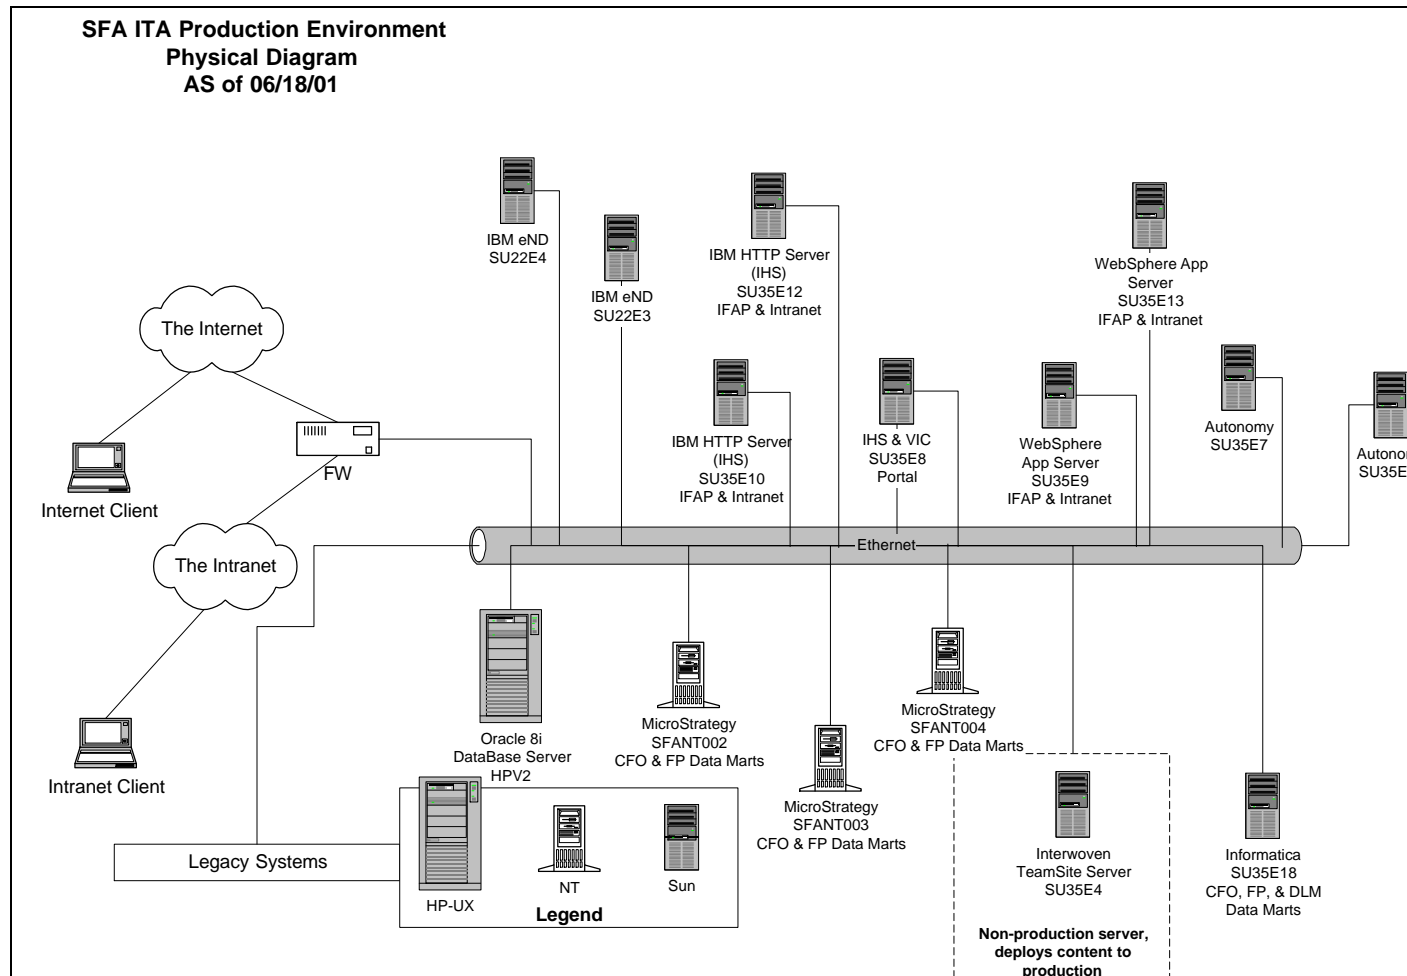 SFA ITA Production Environment
Physical Diagram
AS of 06/18/01
IBM eND
SU22E4
IBM eND
SU22E3
IBM HTTP Server
(IHS)
SU35E12
IFAP & Intranet
WebSphere App
Server
SU35E13
IFAP & Intranet
The Internet
FW
Internet Client
IBM HTTP Server
(IHS)
SU35E10
IFAP & Intranet
IHS & VIC
SU35E8
Portal
WebSphere
App Server
SU35E9
IFAP & Intranet
Autonomy
SU35E7
Ethernet
The Intranet
Intranet Client
Oracle 8i
DataBase Server
HPV2
MicroStrategy
SFANT002
CFO & FP Data Marts
MicroStrategy
SFANT003
CFO & FP Data Marts
MicroStrategy
SFANT004
CFO & FP Data Marts
Interwoven
TeamSite Server
SU35E4
Non-production server,
deploys content to
production
Informatica
SU35E18
CFO, FP, & DLM
Data Marts
Legacy Systems
HP-UX
NT
Sun
Legend